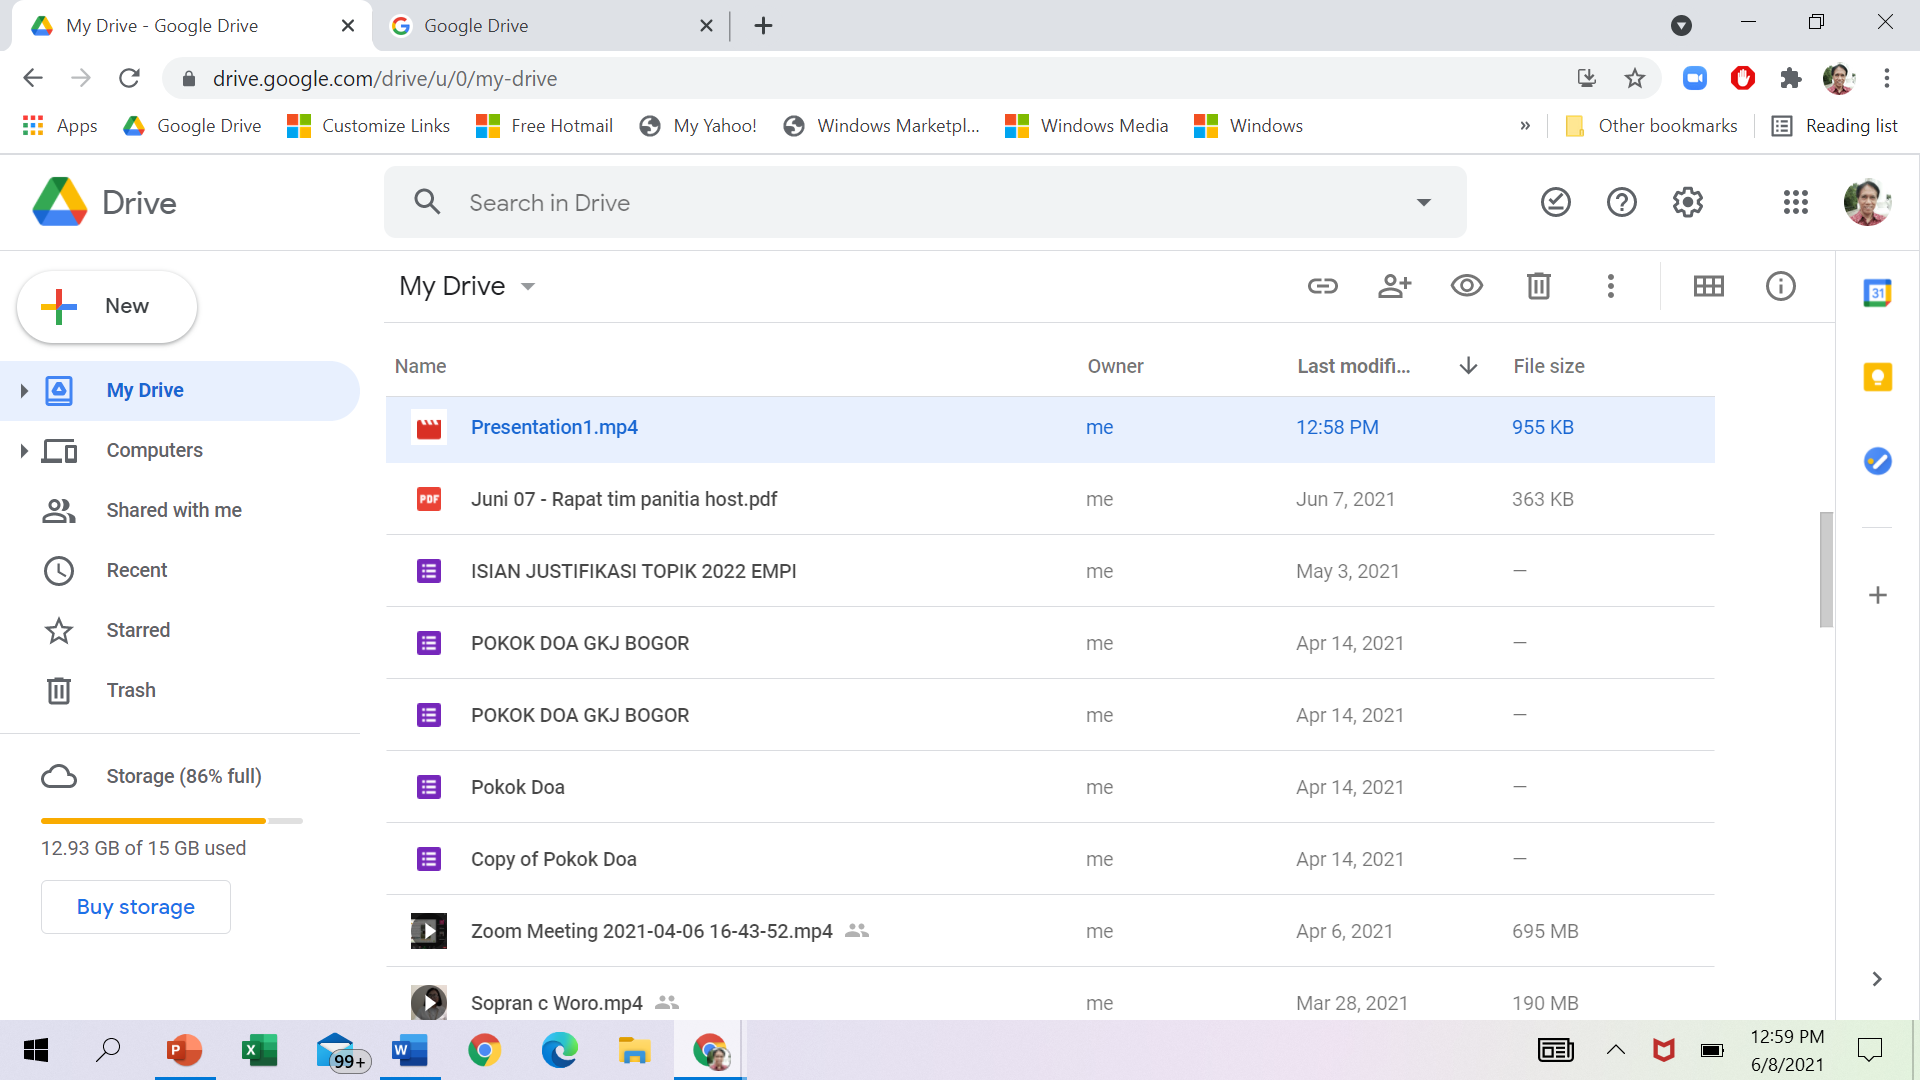 My Drive - Google Drive
Google Drive
drive.google.com/drive/u/0/my-drive
Apps
Google Drive
Customize Links
Free Hotmail
My Yahoo!
Windows Marketpl...
Windows Media
Windows
»
Other bookmarks
Reading list
Drive
Search in Drive
New
My Drive
Computers
Shared with me
Recent
Starred
Trash
Storage (86% full)
12.93 GB of 15 GB used
Buy storage
My Drive
Name Owner Last modifi... File size
Presentation1.mp4 me 12:58 PM 955 KB
Juni 07 - Rapat tim panitia host.pdf me Jun 7, 2021 363 KB
ISIAN JUSTIFIKASI TOPIK 2022 EMPI me May 3, 2021 —
POKOK DOA GKJ BOGOR me Apr 14, 2021 —
POKOK DOA GKJ BOGOR me Apr 14, 2021 —
Pokok Doa me Apr 14, 2021 —
Copy of Pokok Doa me Apr 14, 2021 —
Zoom Meeting 2021-04-06 16-43-52.mp4 me Apr 6, 2021 695 MB
Sopran c Woro.mp4 me Mar 28, 2021 190 MB
PDF
31
P
X
99+
W
12:59 PM
6/8/2021